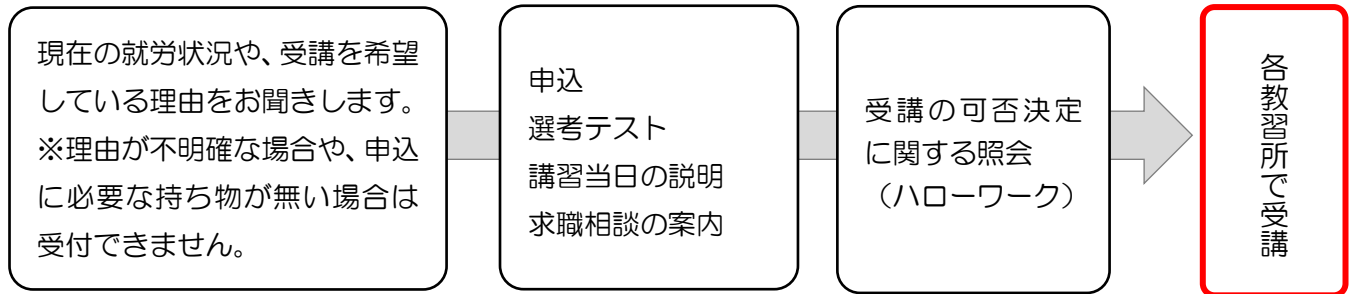 現在の就労状況や、受講を希望
している理由をお聞きします。
※理由が不明確な場合や、申込
に必要な持ち物が無い場合は
受付できません。
申込
選考テスト
講習当日の説明
求職相談の案内
受講の可否決定
に関する照会
（ハローワーク）
各教習所で受講